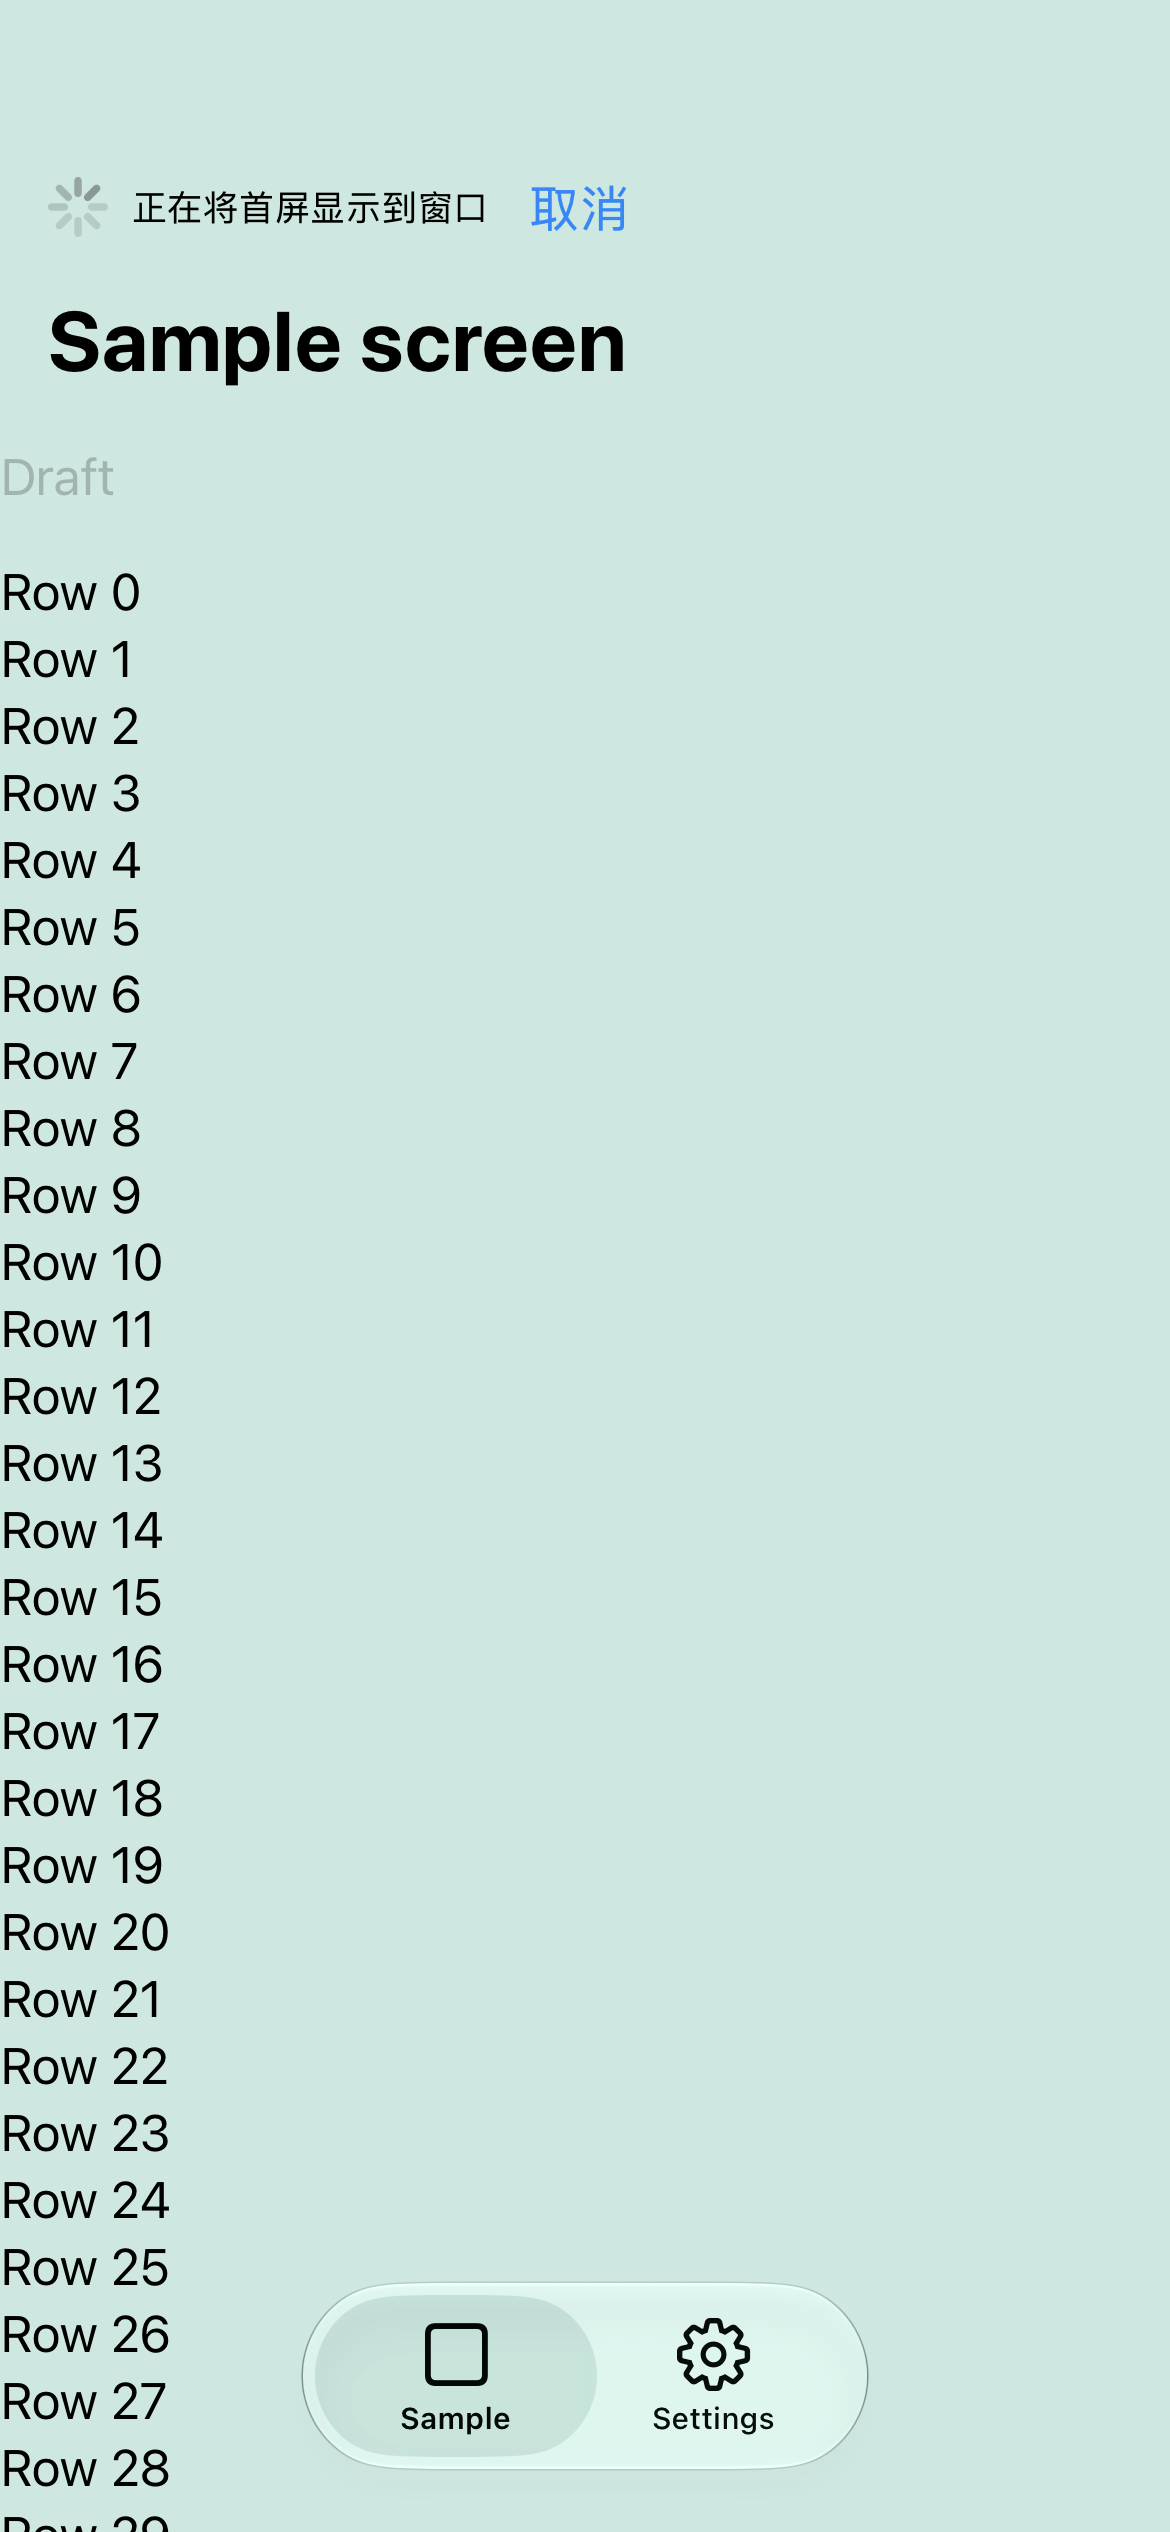 正在将首屏显示到窗口 取消
Sample screen
Draft
Row 0
Row 1
Row 2
Row 3
Row 4
Row 5
Row 6
Row 7
Row 8
Row 9
Row 10
Row 11
Row 12
Row 13
Row 14
Row 15
Row 16
Row 17
Row 18
Row 19
Row 20
Row 21
Row 22
Row 23
Row 24
Row 25
Row 26
Row 27
Row 28
Row 29
Sample Settings